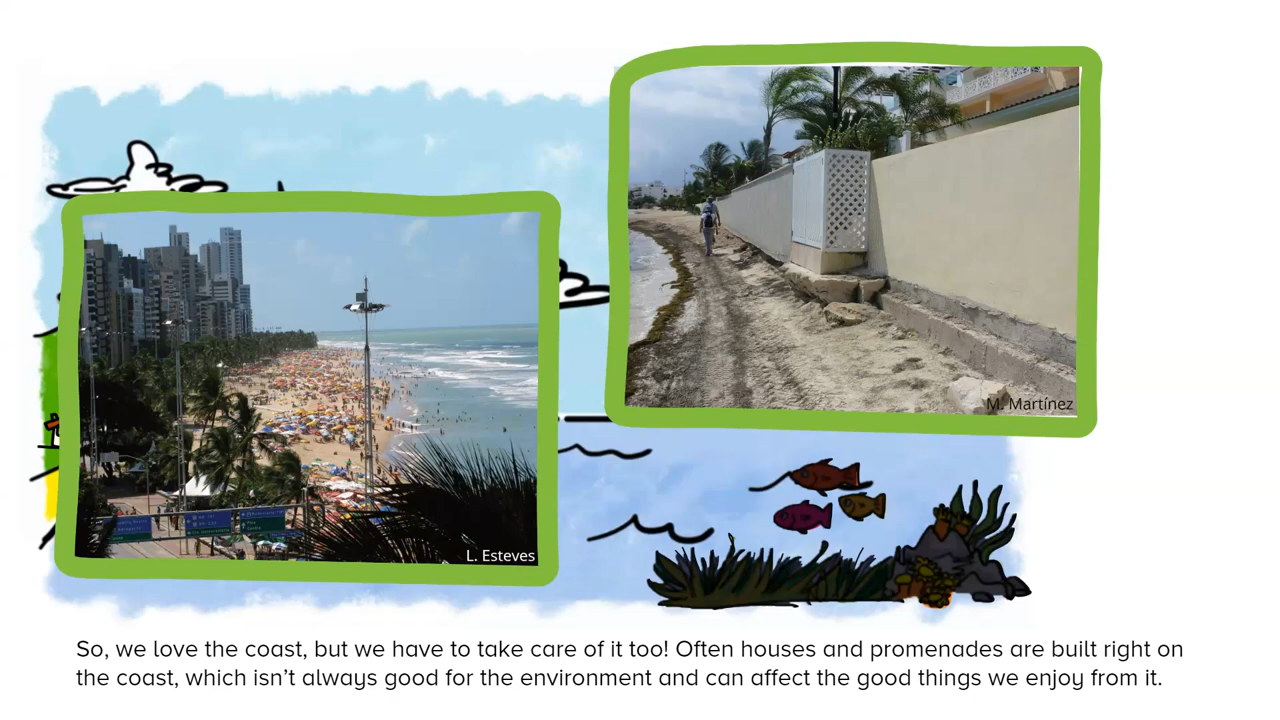 M. Martínez
L. Esteves
So, we love the coast, but we have to take care of it too! Often houses and promenades are built right on
the coast, which isn't always good for the environment and can affect the good things we enjoy from it.